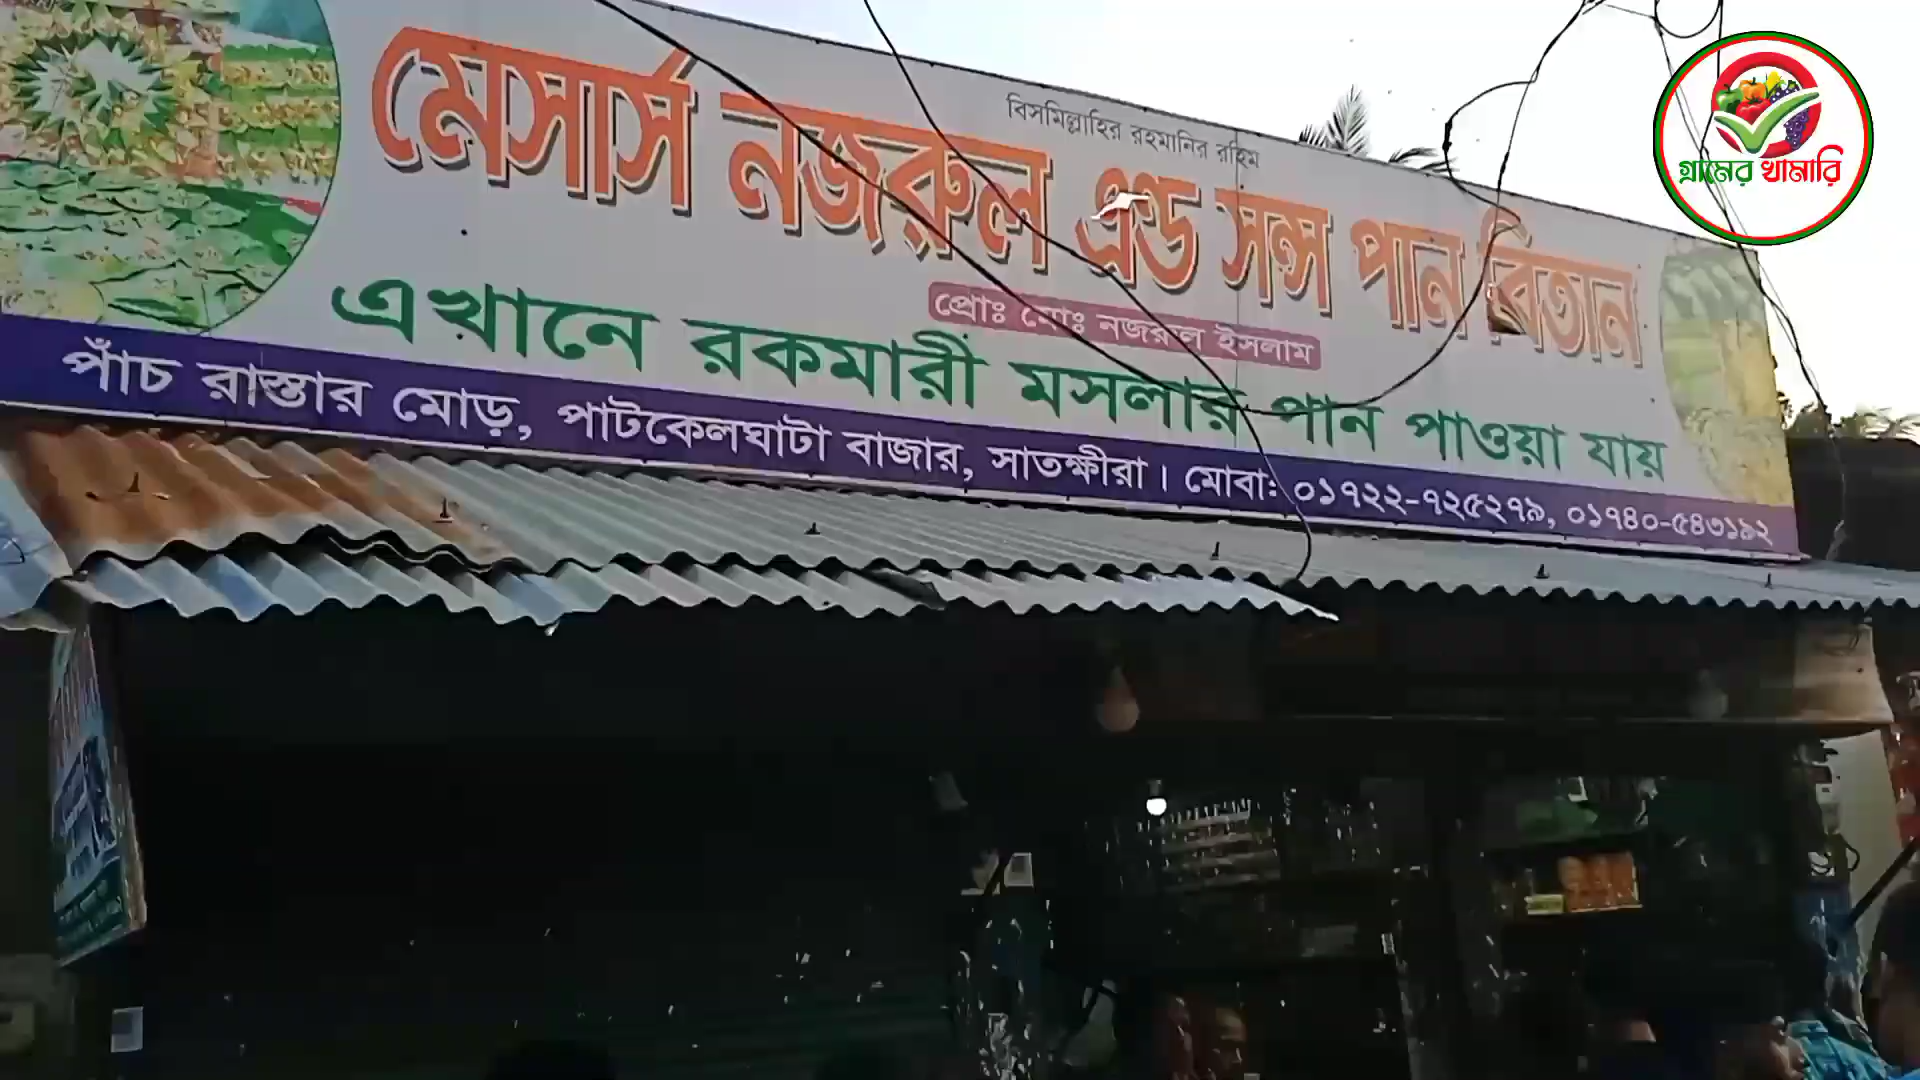 বিসমিল্লাহির রহমানির রহিম
মেসার্স নজরুল এন্ড সন্স পান বিতান
প্রোঃ মোঃ নজরুল ইসলাম
এখানে রকমারী মসলার পান পাওয়া যায়
পাঁচ রাস্তার মোড়, পাটকেলঘাটা বাজার, সাতক্ষীরা। মোবাঃ ০১৭২২-৭২৫২৭৯, ০১৭৪০-৫৪৩১৯২
গ্রামের খামারি